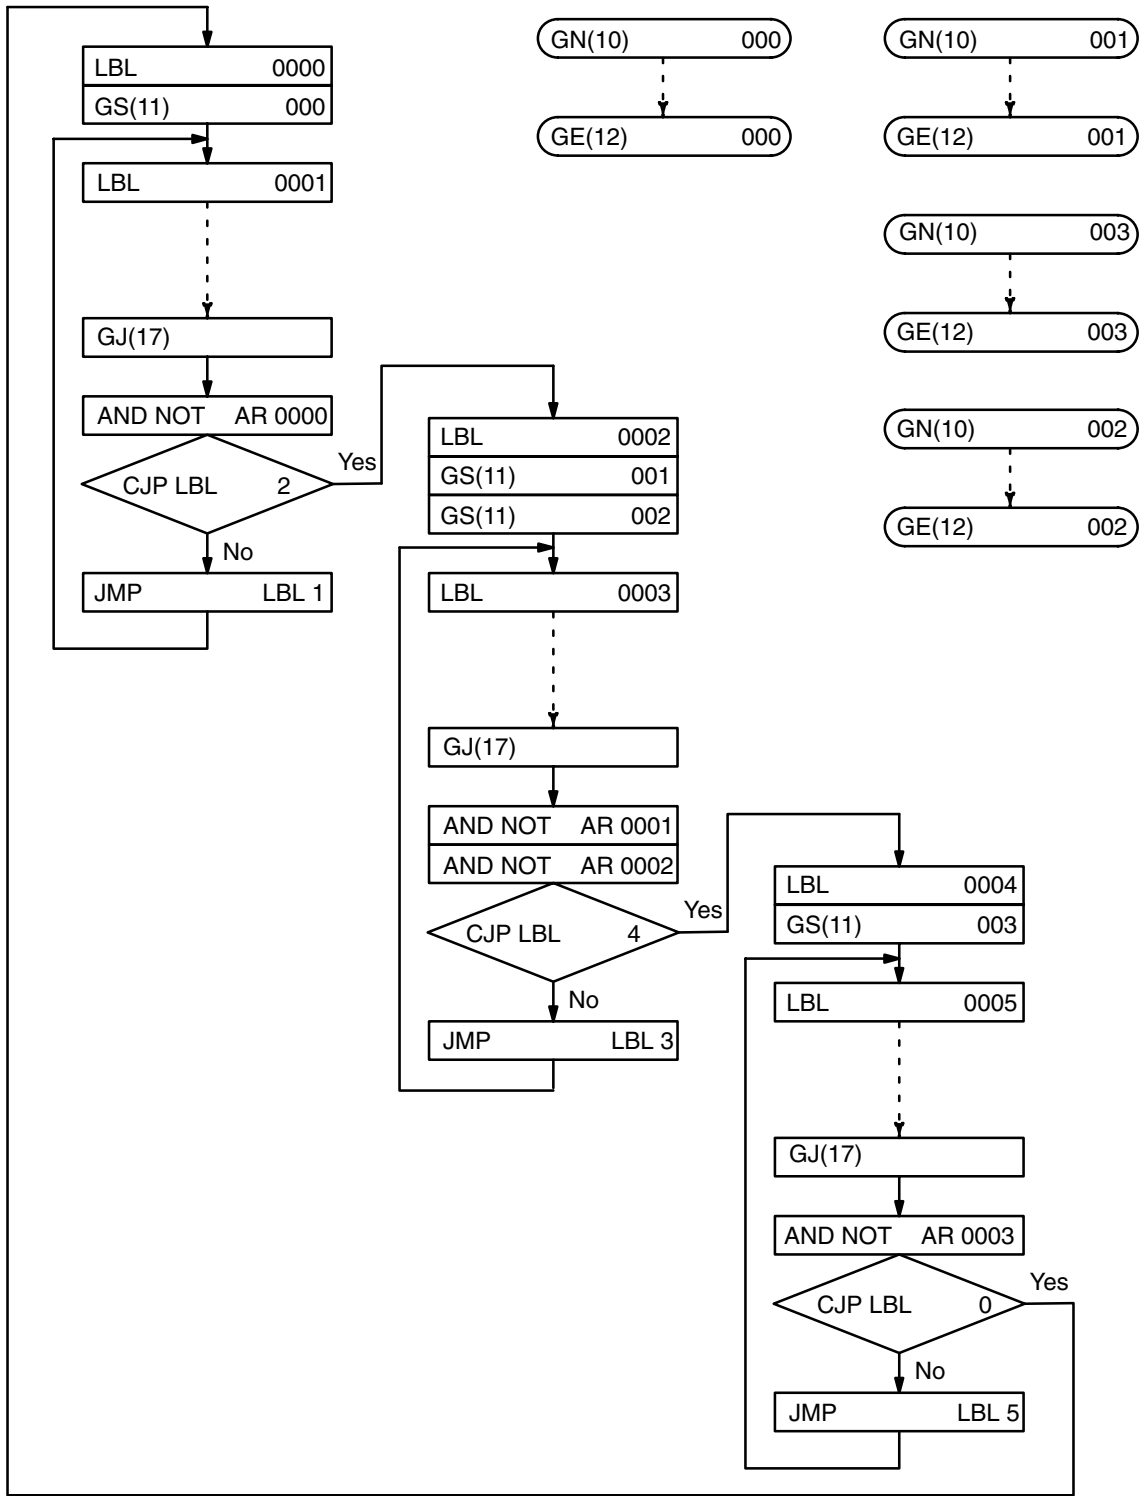 LBL 0000
GS(11) 000
LBL 0001
GJ(17)
AND NOT AR 0000
CJP LBL 2
Yes
No
JMP LBL 1
GN(10) 000
GE(12) 000
GN(10) 001
GE(12) 001
GN(10) 003
GE(12) 003
GN(10) 002
GE(12) 002
LBL 0002
GS(11) 001
GS(11) 002
LBL 0003
GJ(17)
AND NOT AR 0001
AND NOT AR 0002
CJP LBL 4
Yes
No
JMP LBL 3
LBL 0004
GS(11) 003
LBL 0005
GJ(17)
AND NOT AR 0003
CJP LBL 0
Yes
No
JMP LBL 5